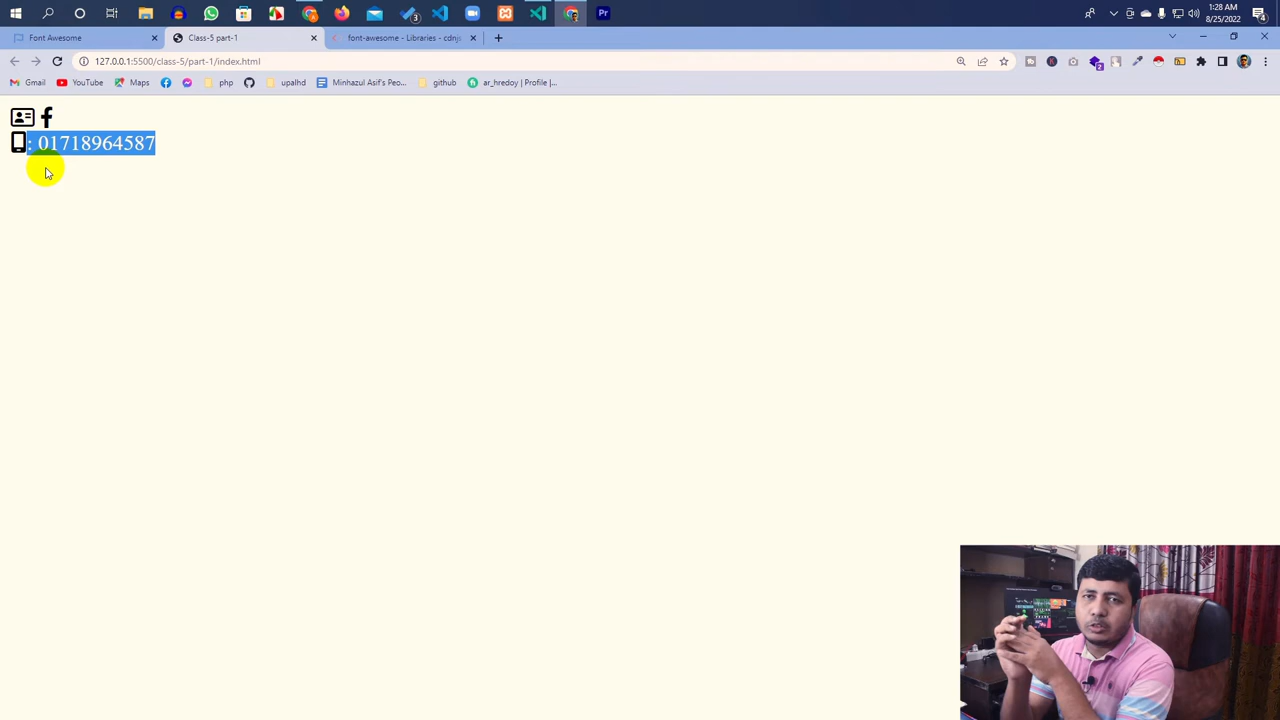 1:28 AM
8/25/2022
Font Awesome
Class-5 part-1
font-awesome - Libraries - cdnjs
127.0.0.1:5500/class-5/part-1/index.html
Gmail
YouTube
Maps
php
upalhd
Minhazul Asif's Peo...
github
ar_hredoy | Profile |...
: 01718964587